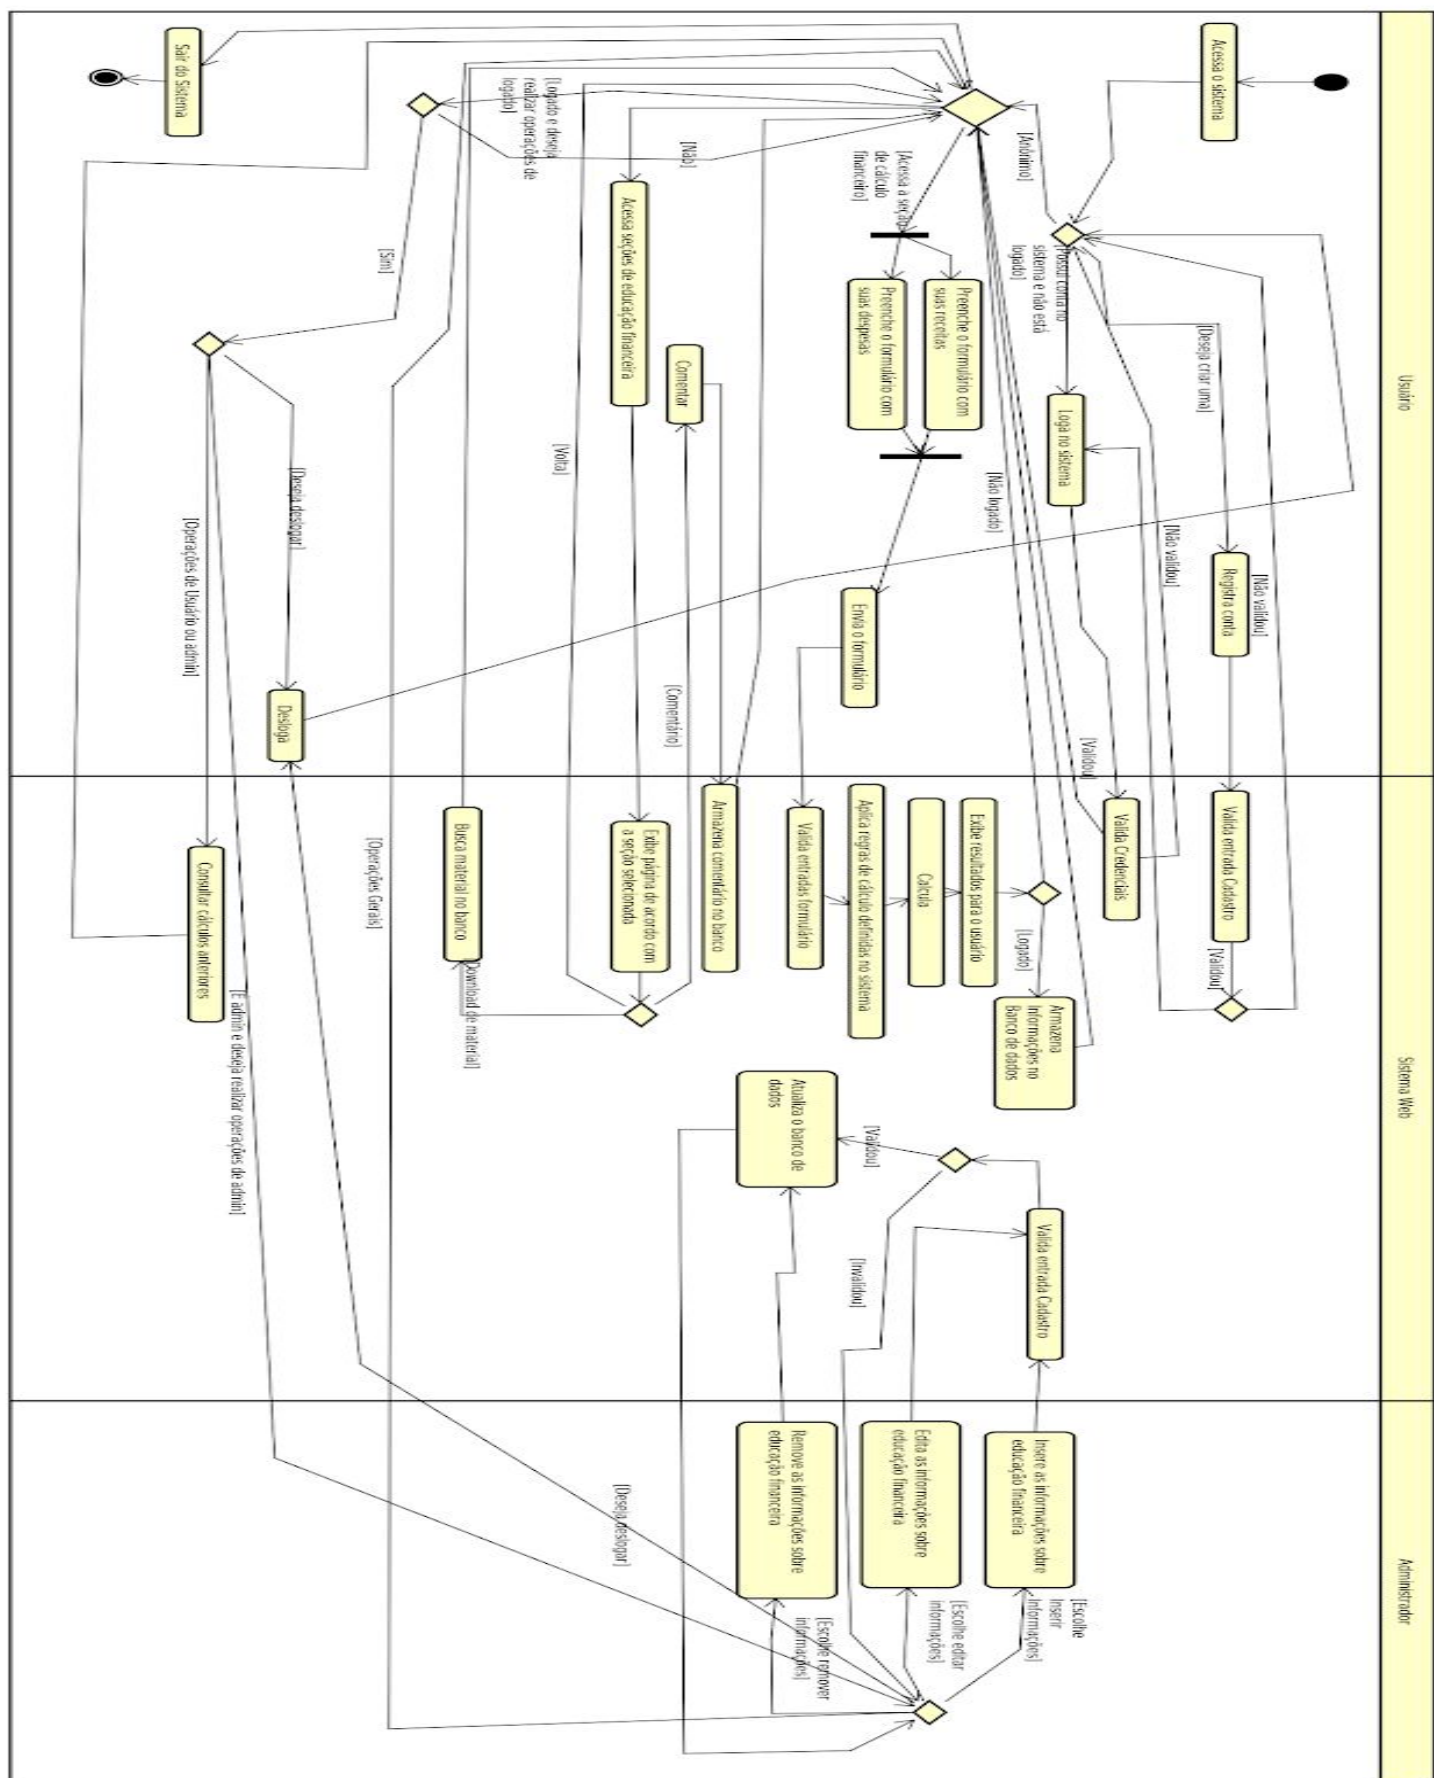 Usuário
Sistema Web
Administrador
Acessa o sistema
[Anônimo]
[Possui conta no
sistema e não está
logado]
[Deseja criar uma]
Registra conta
[Não validou]
Valida entrada Cadastro
[Validou]
Loga no sistema
[Não validou]
[Validou]
Valida Credenciais
[Não logado]
[Logado]
Armazena
Informações no
Banco de dados
[Acessa a seção
de cálculo
financeiro]
Preenche o formulário com
suas receitas
Preenche o formulário com
suas despesas
Envia o formulário
Valida entradas formulário
Aplica regras de cálculo definidas no sistema
Calcula
Exibe resultados para o usuário
[Não]
Comentar
[Comentário]
Armazena comentário no banco
Acessa seções de educação financeira
Exibe página de acordo com
a seção selecionada
[Volta]
[Logado e deseja
realizar operações de
logado]
Busca material no banco
[Download de material]
[Sim]
[Operações Gerais]
[Deseja deslogar]
Desloga
[Operações de Usuário ou admin]
Consultar cálculos anteriores
[É admin e deseja realizar operações de admin]
Sair do Sistema
Valida entrada Cadastro
[Validou]
[Invalidou]
Atualiza o banco de
dados
Insere as informações sobre
educação financeira
[Escolhe
Inserir
Informações]
Edita as informações sobre
educação financeira
[Escolhe editar
informações]
Remove as informações sobre
educação financeira
[Escolhe remover
informações]
[Deseja deslogar]